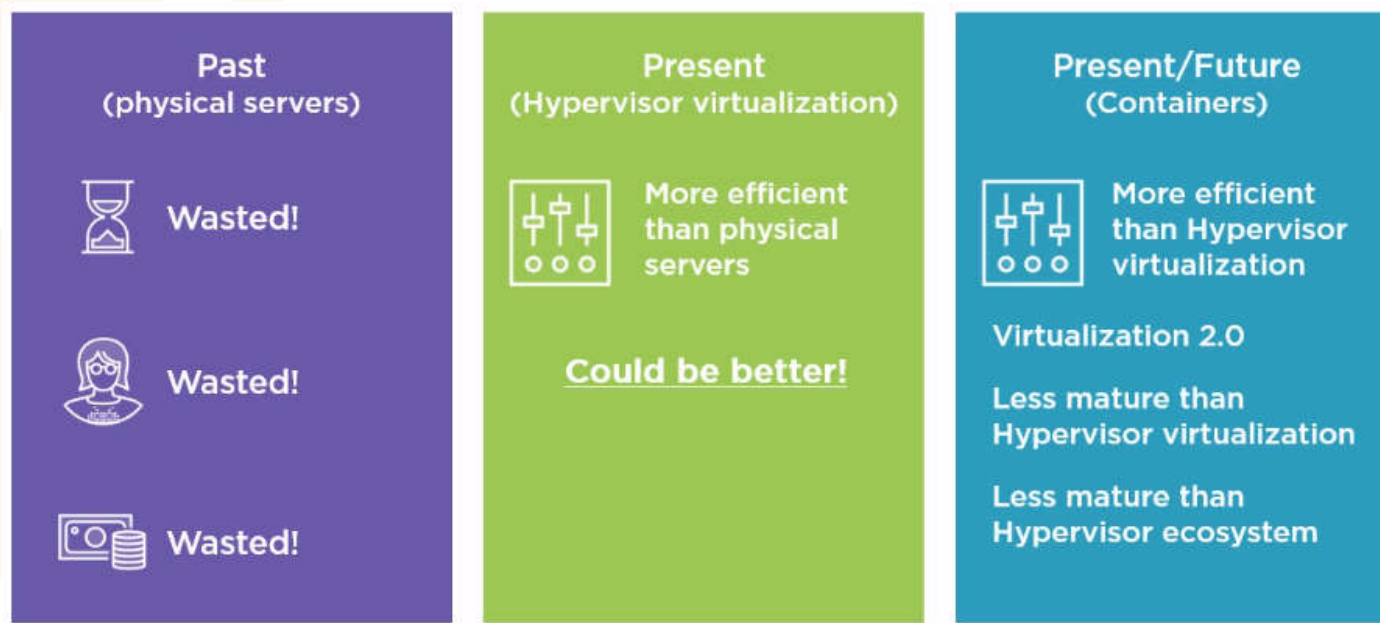 Past
(physical servers)
Wasted!
Wasted!
Wasted!
Present
(Hypervisor virtualization)
More efficient
than physical
servers
Could be better!
Present/Future
(Containers)
More efficient
than Hypervisor
virtualization
Virtualization 2.0
Less mature than
Hypervisor virtualization
Less mature than
Hypervisor ecosystem